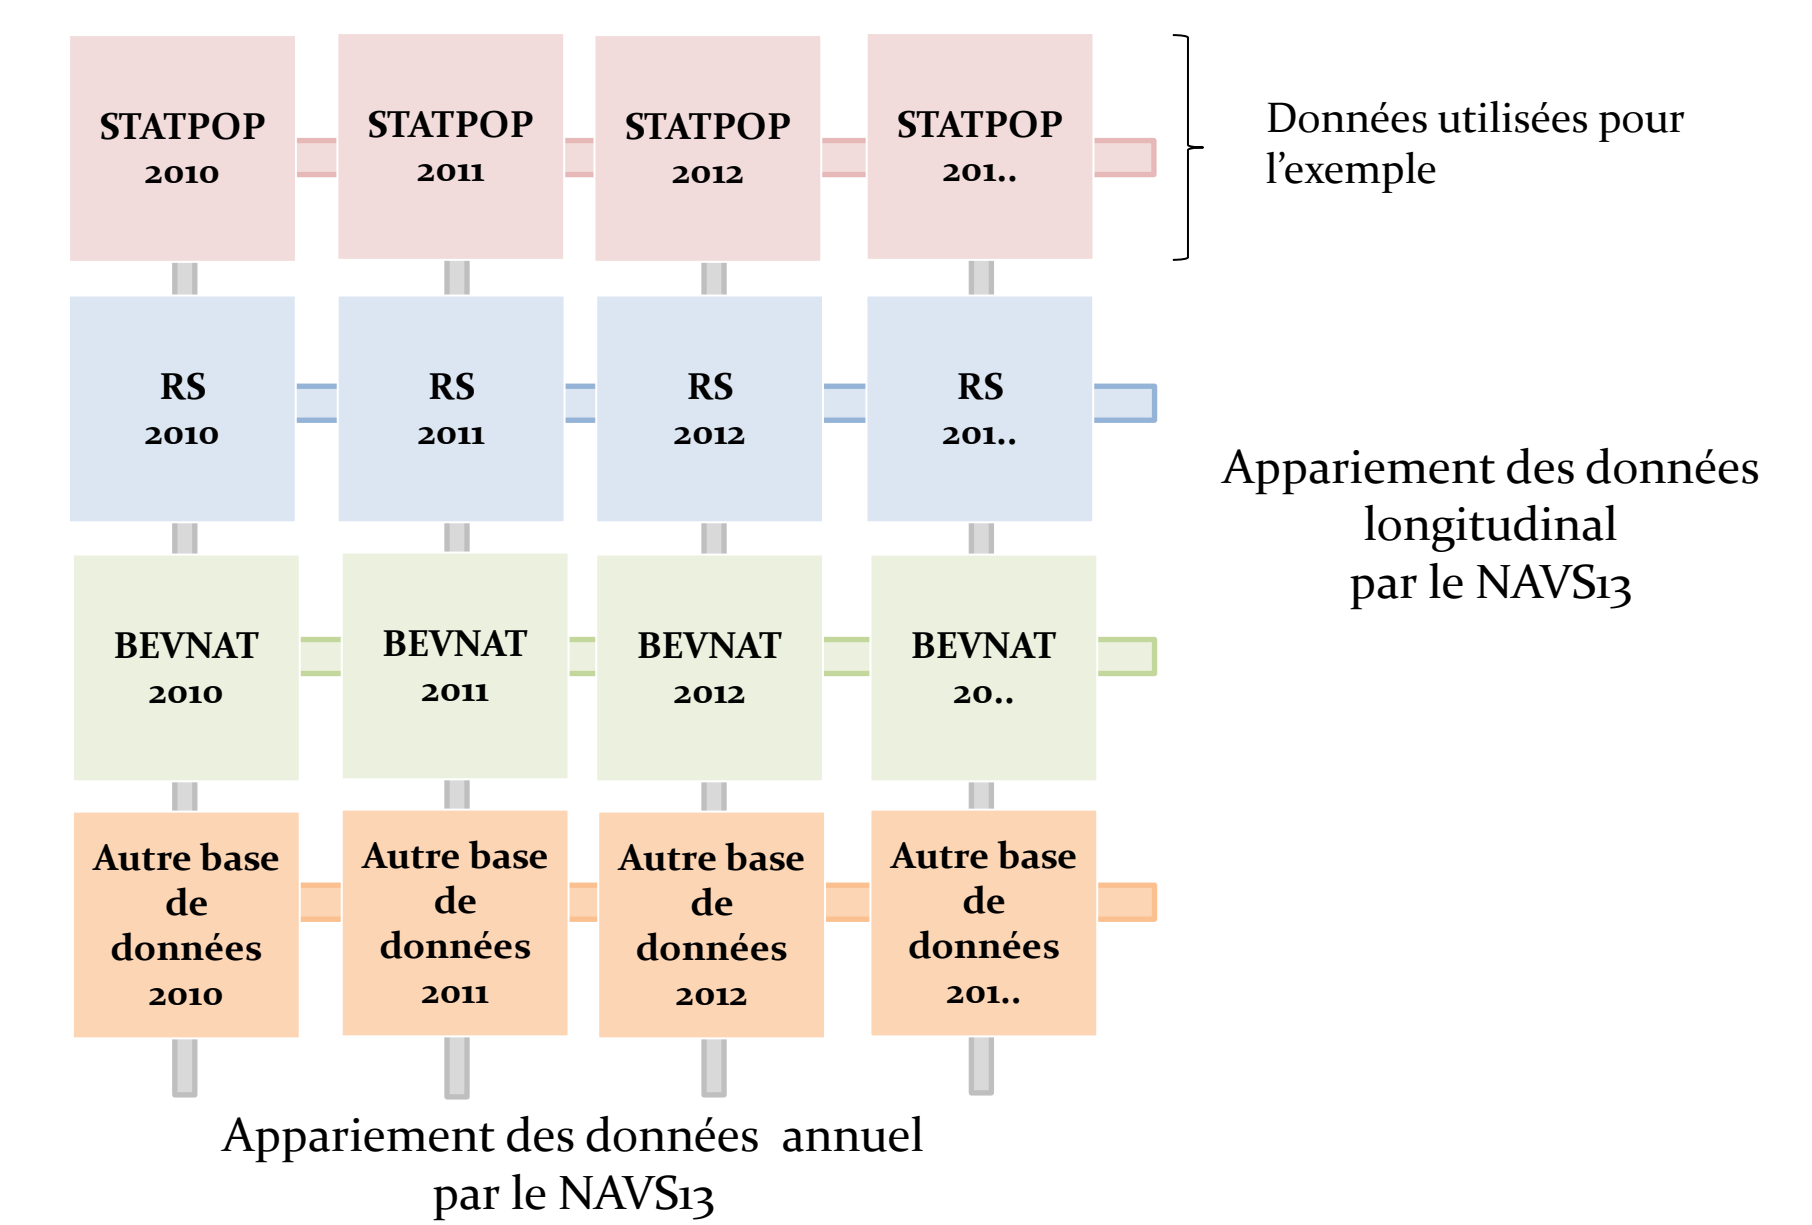 STATPOP
2010
STATPOP
2011
STATPOP
2012
STATPOP
201..
Données utilisées pour
l’exemple
RS
2010
RS
2011
RS
2012
RS
201..
Appariement des données
longitudinal
par le NAVS13
BEVNAT
2010
BEVNAT
2011
BEVNAT
2012
BEVNAT
20..
Autre base
de
données
2010
Autre base
de
données
2011
Autre base
de
données
2012
Autre base
de
données
201..
Appariement des données  annuel
par le NAVS13